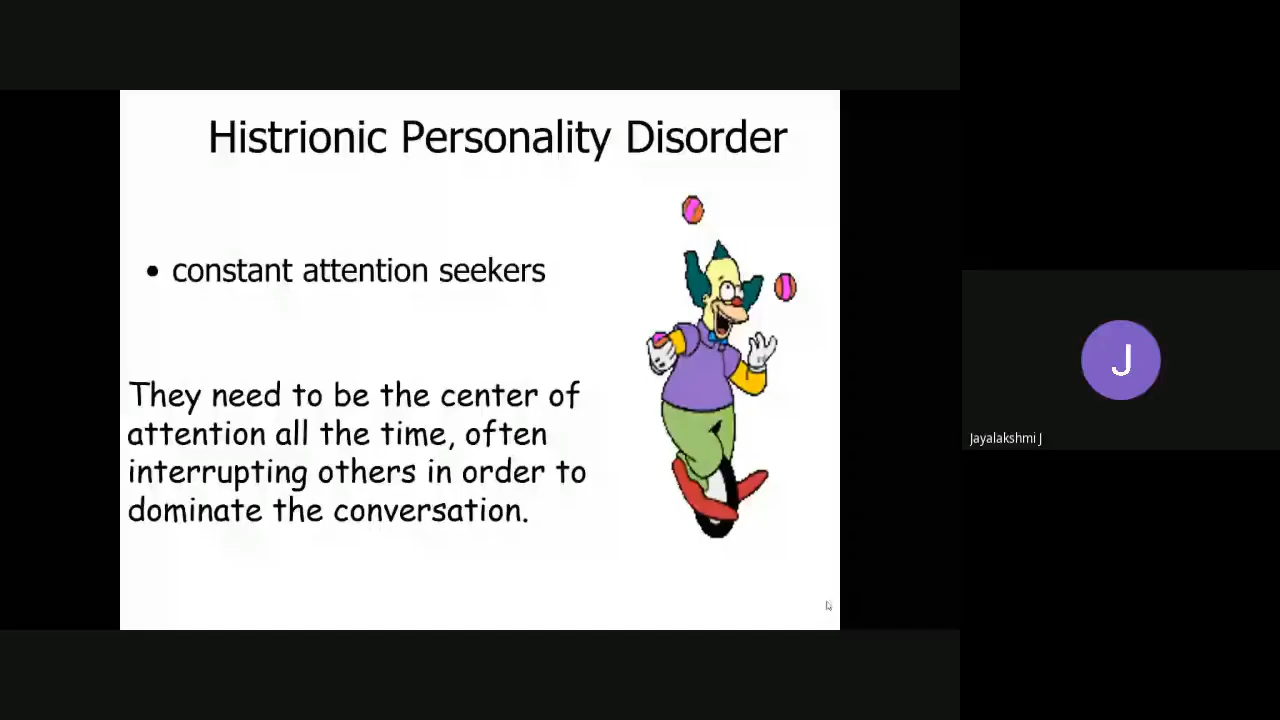 Histrionic Personality Disorder
• constant attention seekers
They need to be the center of
attention all the time, often
interrupting others in order to
dominate the conversation.
J
Jayalakshmi J